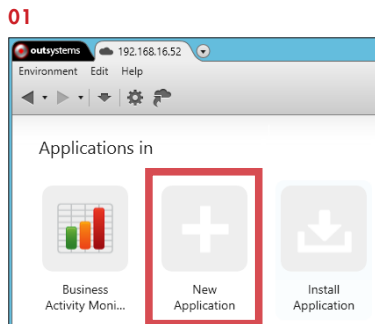 01
outsystems 192.168.16.52
Environment Edit Help
Applications in
Business
Activity Moni...
New
Application
Install
Application